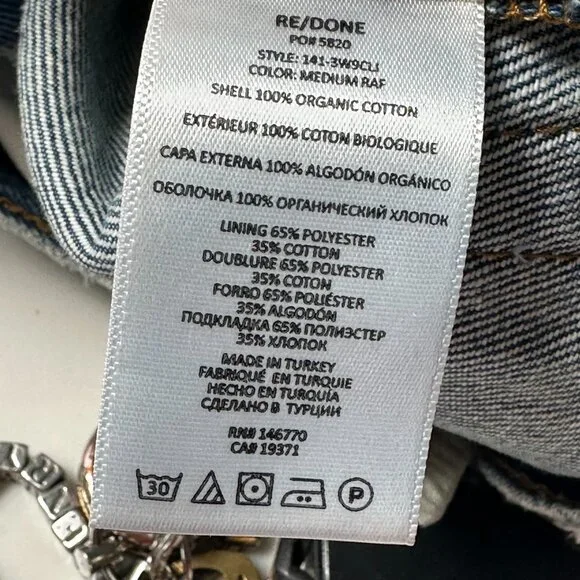 RE/DONE
PO# 5820
STYLE: 141-3W9CLJ
COLOR: MEDIUM RAF
SHELL 100% ORGANIC COTTON
EXTÉRIEUR 100% COTON BIOLOGIQUE
CAPA EXTERNA 100% ALGODÓN ORGÁNICO
ОБОЛОЧКА 100% ОРГАНИЧЕСКИЙ ХЛОПОК
LINING 65% POLYESTER
35% COTTON
DOUBLURE 65% POLYESTER
35% COTON
FORRO 65% POLIÉSTER
35% ALGODÓN
ПОДКЛАДКА 65% ПОЛИЭСТЕР
35% ХЛОПОК
MADE IN TURKEY
FABRIQUÉ EN TURQUIE
HECHO EN TURQUÍA
СДЕЛАНО В ТУРЦИИ
RN# 146770
CA# 19371
30 P